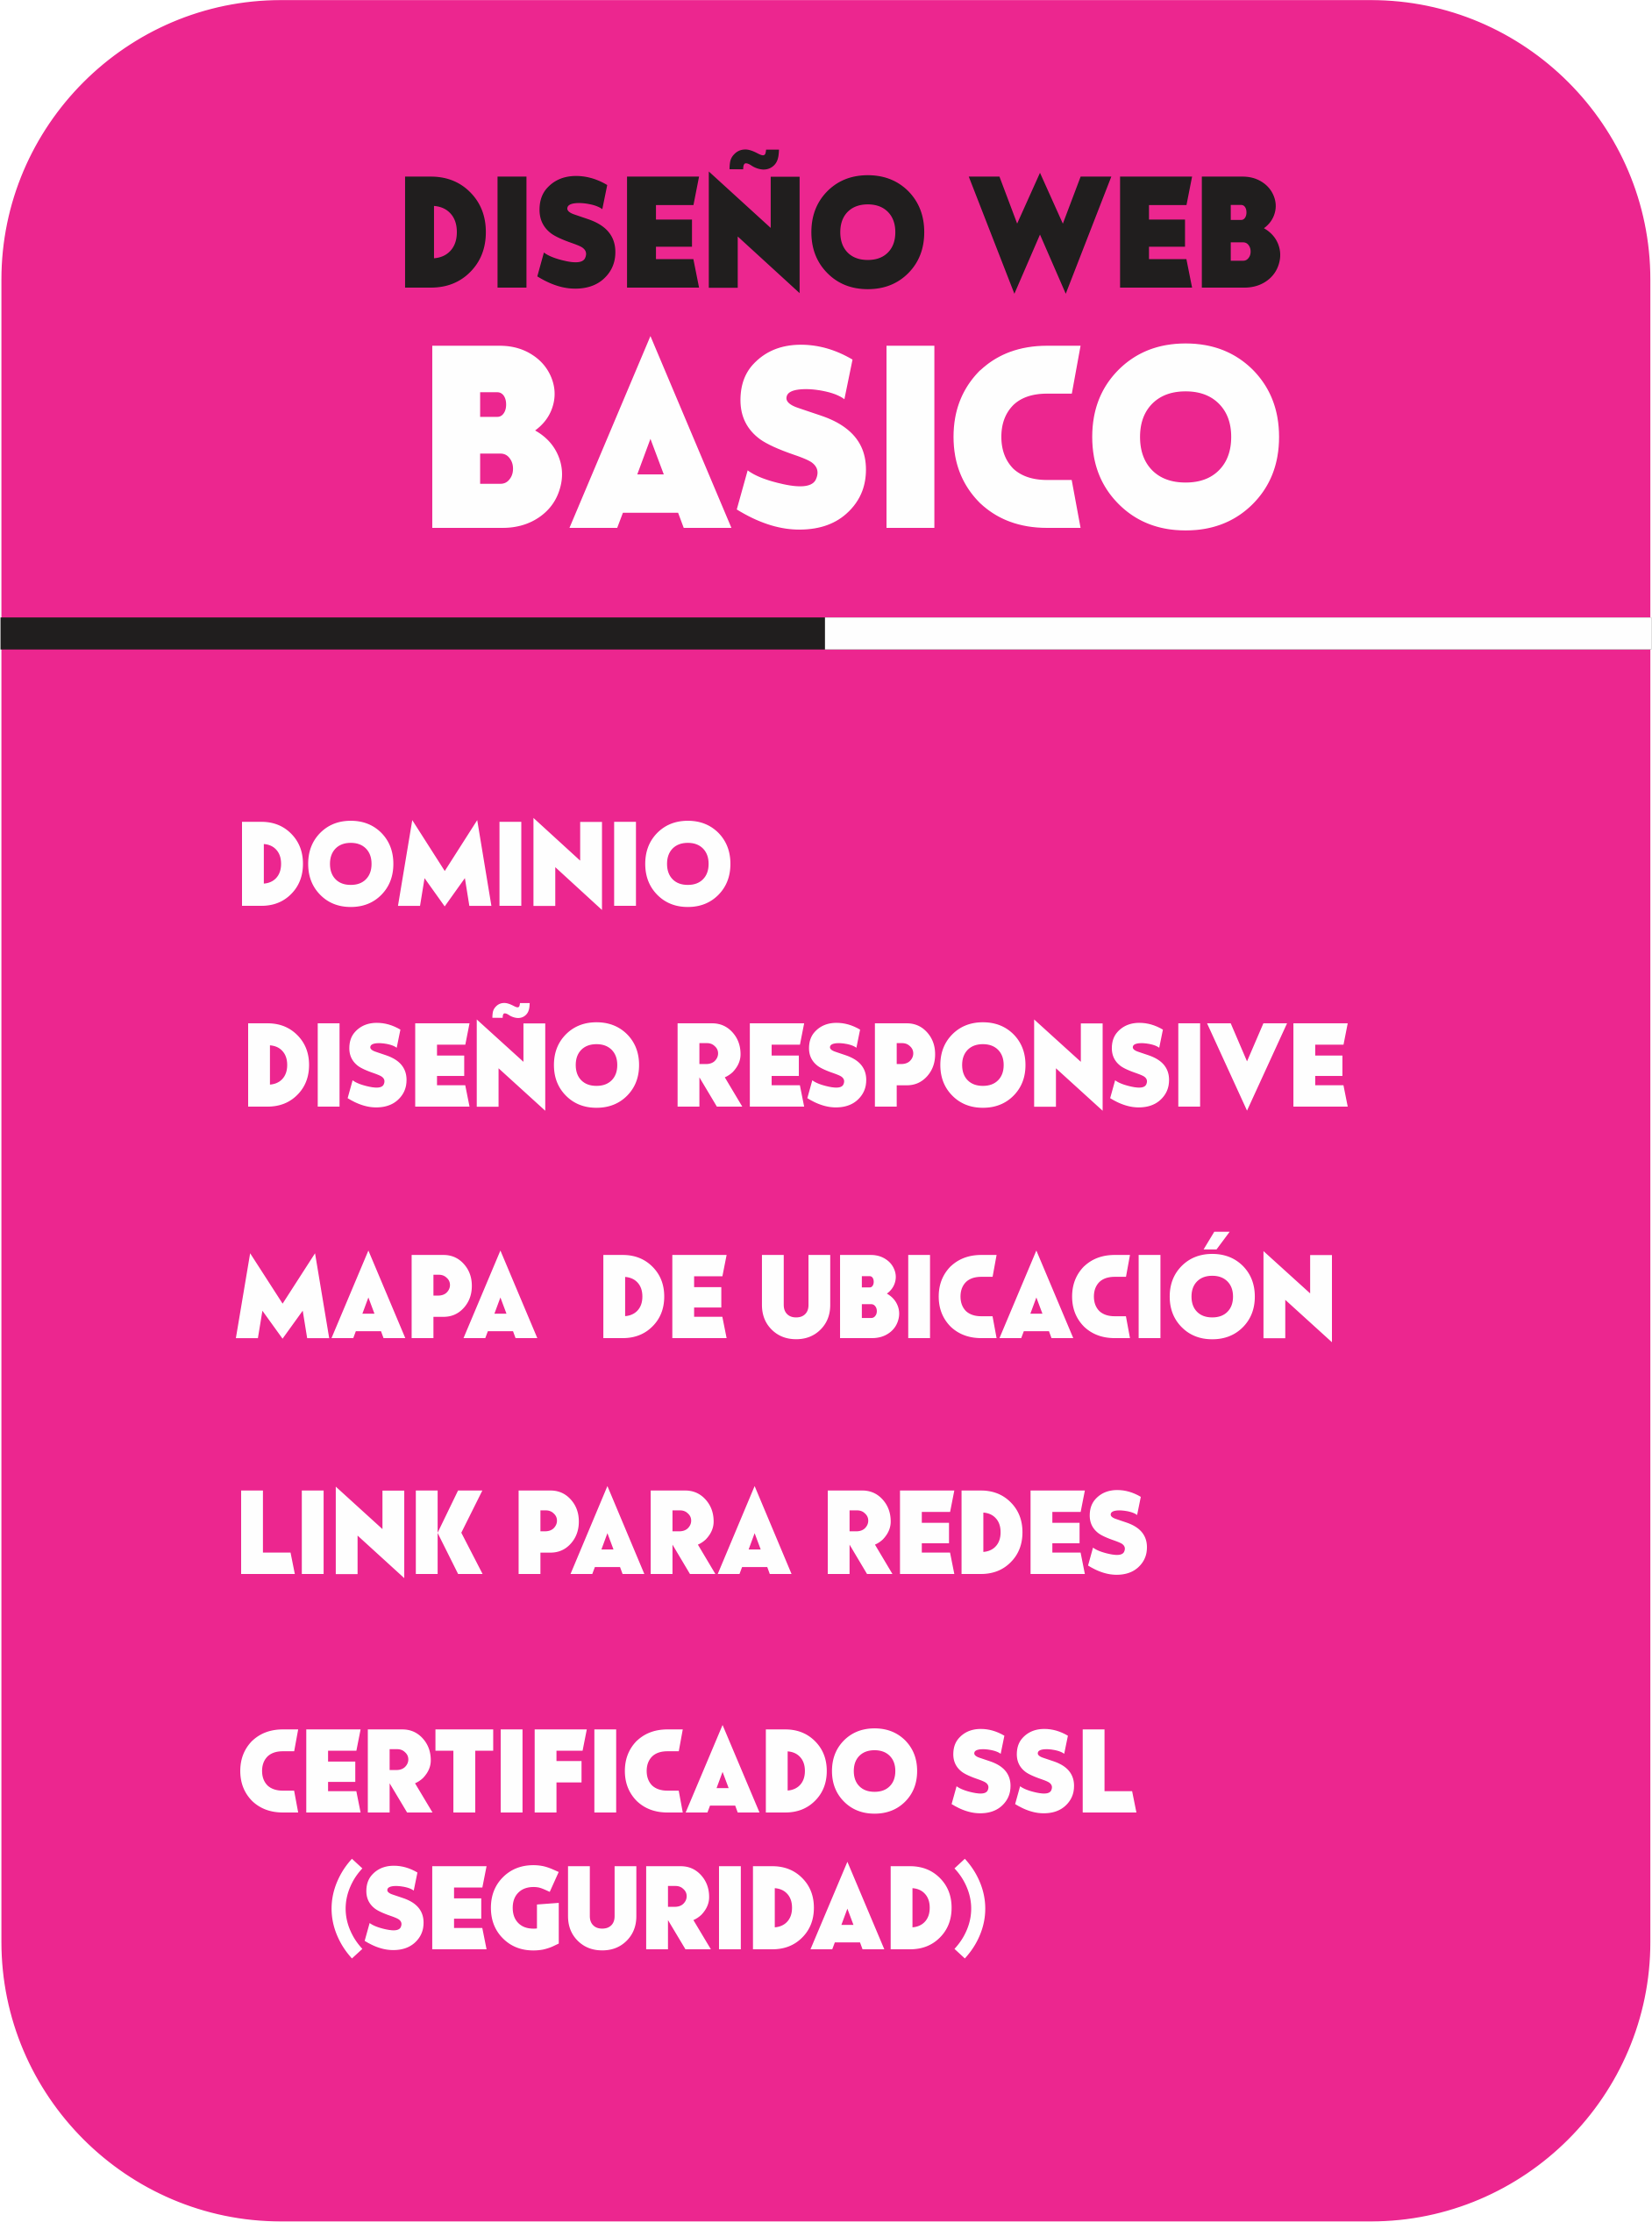 DISEÑO WEB
BASICO
DOMINIO
DISEÑO RESPONSIVE
MAPA DE UBICACIÓN
LINK PARA REDES
CERTIFICADO SSL
(SEGURIDAD)